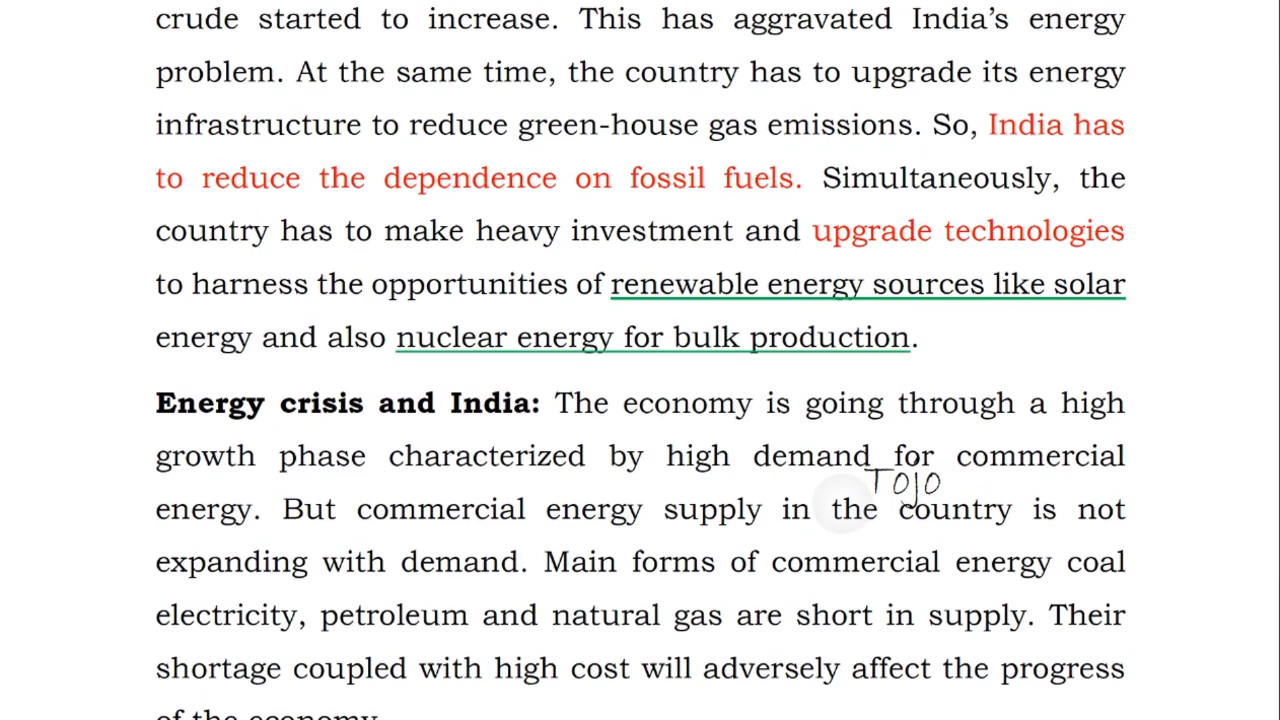 crude started to increase. This has aggravated India's energy
problem. At the same time, the country has to upgrade its energy
infrastructure to reduce green-house gas emissions. So, India has
to reduce the dependence on fossil fuels. Simultaneously, the
country has to make heavy investment and upgrade technologies
to harness the opportunities of renewable energy sources like solar
energy and also nuclear energy for bulk production.
Energy crisis and India: The economy is going through a high
growth phase characterized by high demand for commercial
TOJO
energy. But commercial energy supply in the country is not
expanding with demand. Main forms of commercial energy coal
electricity, petroleum and natural gas are short in supply. Their
shortage coupled with high cost will adversely affect the progress
of the economy.